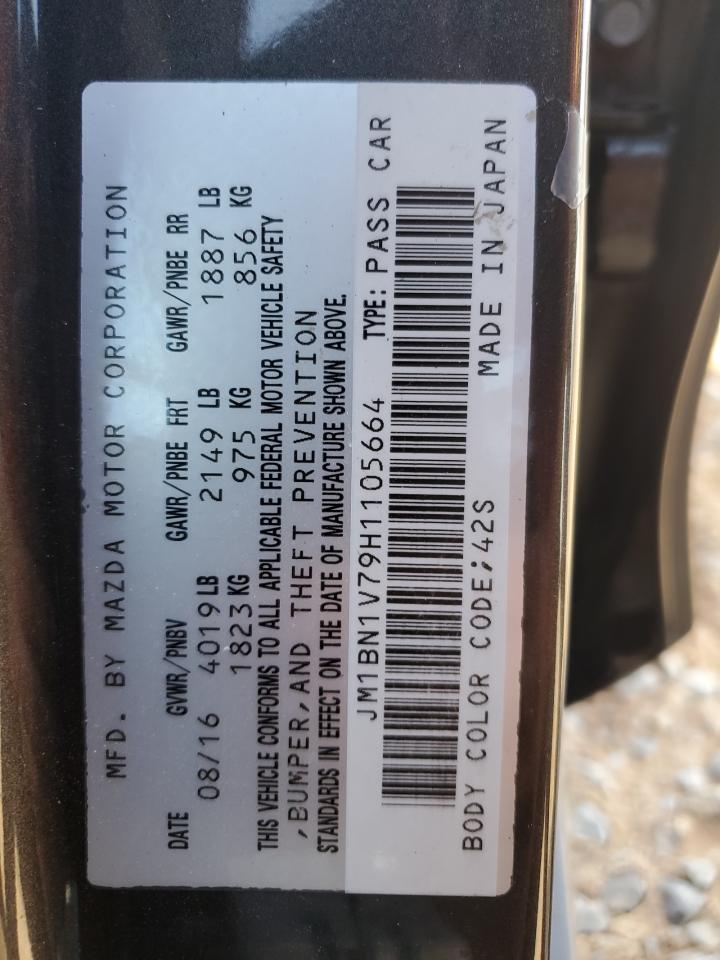 MFD. BY MAZDA MOTOR CORPORATION
DATE GVWR/PNBV GAWR/PNBE FRT GAWR/PNBE RR
08/16 4019LB 2149 LB 1887 LB
1823KG 975 KG 856 KG
THIS VEHICLE CONFORMS TO ALL APPLICABLE FEDERAL MOTOR VEHICLE SAFETY
,BUMPER,AND THEFT PREVENTION
STANDARDS IN EFFECT ON THE DATE OF MANUFACTURE SHOWN ABOVE.
JM1BN1V79H1105664 TYPE: PASS CAR
BODY COLOR CODE;42S MADE IN JAPAN